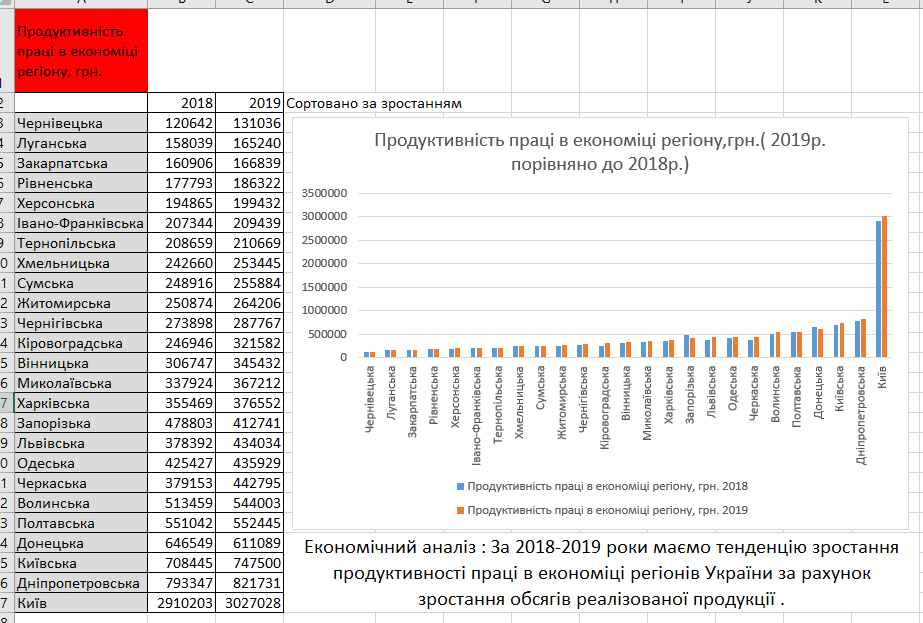 Продуктивність
праці в економіці
регіону, грн.
2018 2019 Сортовано за зростанням
Чернівецька 120642 131036
Луганська 158039 165240
Закарпатська 160906 166839
Рівненська 177793 186322
Херсонська 194865 199432
Івано-Франківська 207344 209439
Тернопільська 208659 210669
Хмельницька 242660 253445
Сумська 248916 255884
Житомирська 250874 264206
Чернігівська 273898 287767
Кіровоградська 246946 321582
Вінницька 306747 345432
Миколаївська 337924 367212
Харківська 355469 376552
Запорізька 478803 412741
Львівська 378392 434034
Одеська 425427 435929
Черкаська 379153 442795
Волинська 513459 544003
Полтавська 551042 552445
Донецька 646549 611089
Київська 708445 747500
Дніпропетровська 793347 821731
Київ 2910203 3027028
Продуктивність праці в економіці регіону,грн.( 2019р.
порівняно до 2018р.)
3500000
3000000
2500000
2000000
1500000
1000000
500000
0
Чернівецька
Луганська
Закарпатська
Рівненська
Херсонська
Івано-Франківська
Тернопільська
Хмельницька
Сумська
Житомирська
Чернігівська
Кіровоградська
Вінницька
Миколаївська
Харківська
Запорізька
Львівська
Одеська
Черкаська
Волинська
Полтавська
Донецька
Київська
Дніпропетровська
Київ
Продуктивність праці в економіці регіону, грн. 2018
Продуктивність праці в економіці регіону, грн. 2019
Економічний аналіз : За 2018-2019 роки маємо тенденцію зростання
продуктивності праці в економіці регіонів України за рахунок
зростання обсягів реалізованої продукції .